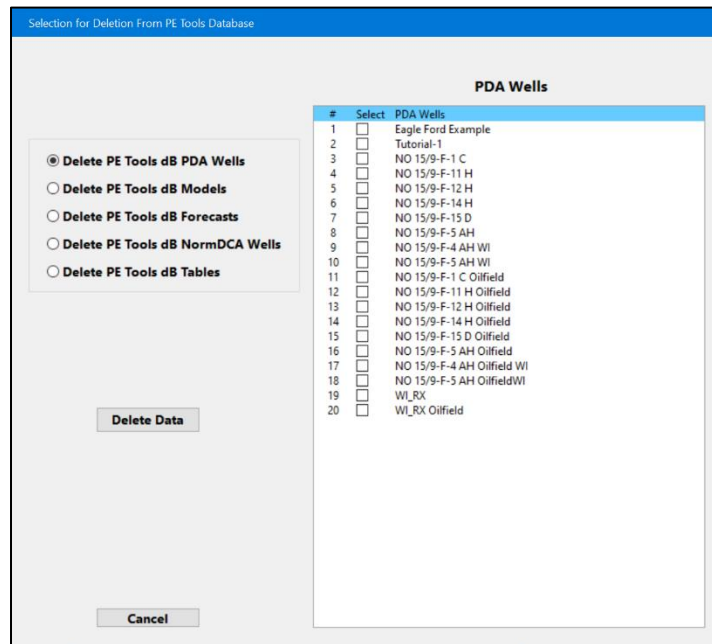 Selection for Deletion From PE Tools Database
PDA Wells
# Select PDA Wells
1 Eagle Ford Example
2 Tutorial-1
3 NO 15/9-F-1 C
4 NO 15/9-F-11 H
5 NO 15/9-F-12 H
6 NO 15/9-F-14 H
7 NO 15/9-F-15 D
8 NO 15/9-F-5 AH
9 NO 15/9-F-4 AH WI
10 NO 15/9-F-5 AH WI
11 NO 15/9-F-1 C Oilfield
12 NO 15/9-F-11 H Oilfield
13 NO 15/9-F-12 H Oilfield
14 NO 15/9-F-14 H Oilfield
15 NO 15/9-F-15 D Oilfield
16 NO 15/9-F-5 AH Oilfield
17 NO 15/9-F-4 AH Oilfield WI
18 NO 15/9-F-5 AH OilfieldWI
19 WI_RX
20 WI_RX Oilfield
Delete PE Tools dB PDA Wells
Delete PE Tools dB Models
Delete PE Tools dB Forecasts
Delete PE Tools dB NormDCA Wells
Delete PE Tools dB Tables
Delete Data
Cancel